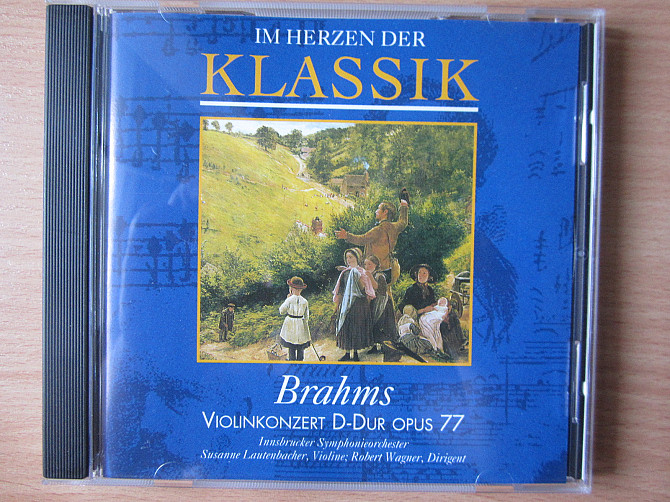 IM HERZEN DER
KLASSIK
Brahms
VIOLINKONZERT D-DUR OPUS 77
Innsbrucker Symphonieorchester
Susanne Lautenbacher, Violine; Robert Wagner, Dirigent